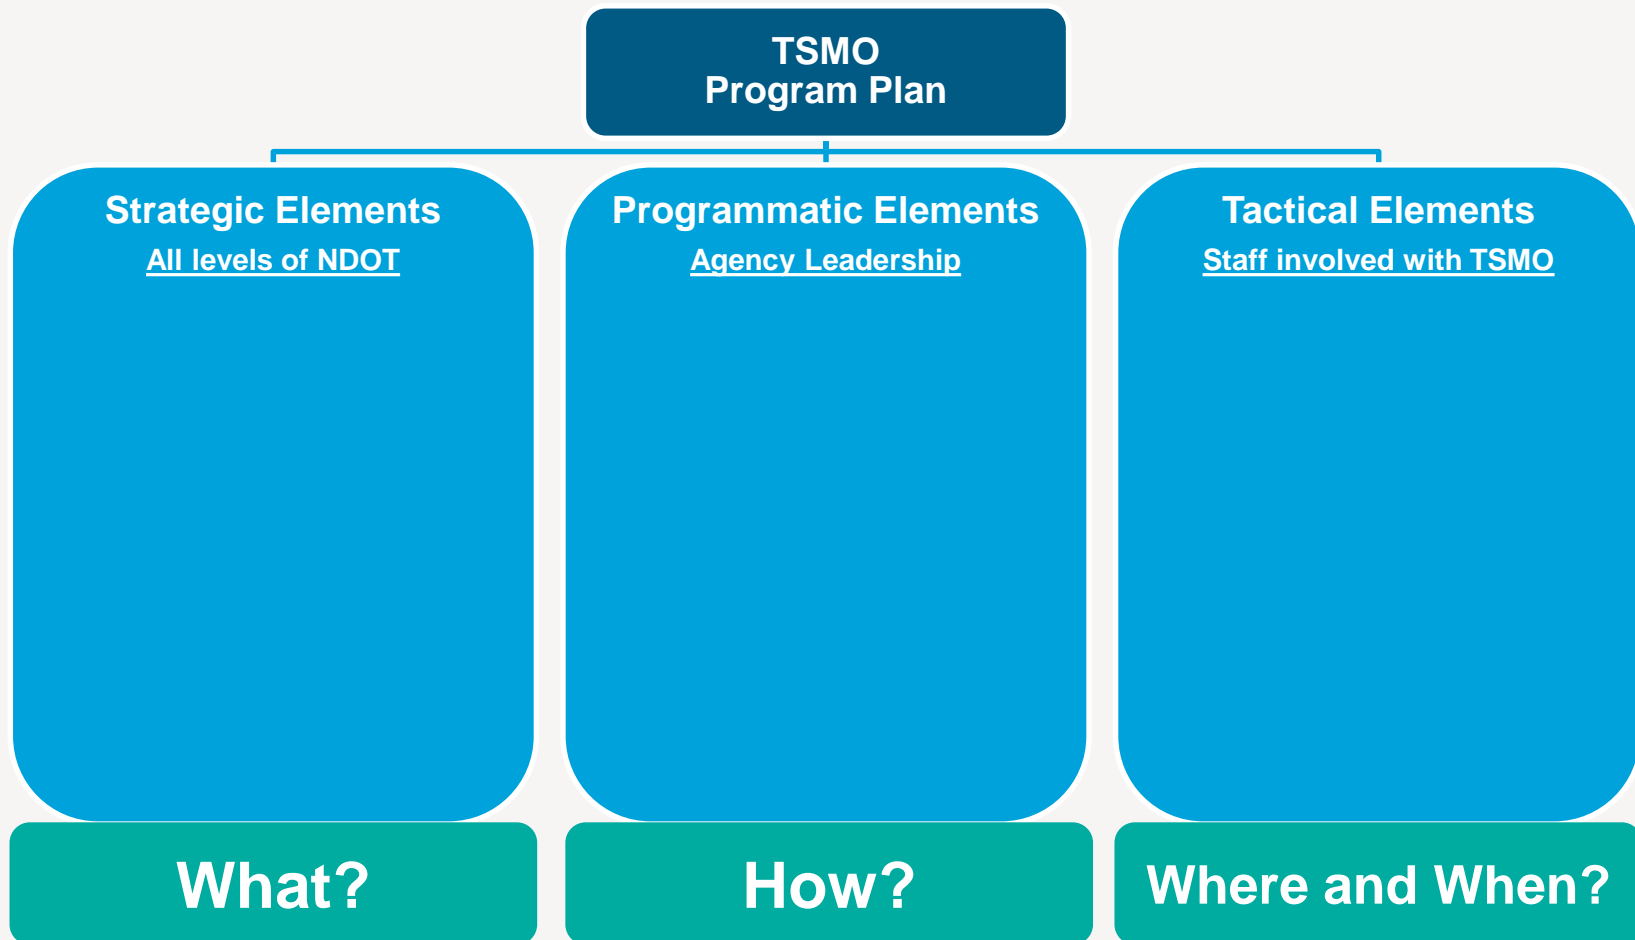 TSMO
Program Plan
Strategic Elements
All levels of NDOT
Programmatic Elements
Agency Leadership
Tactical Elements
Staff involved with TSMO
What?
How?
Where and When?